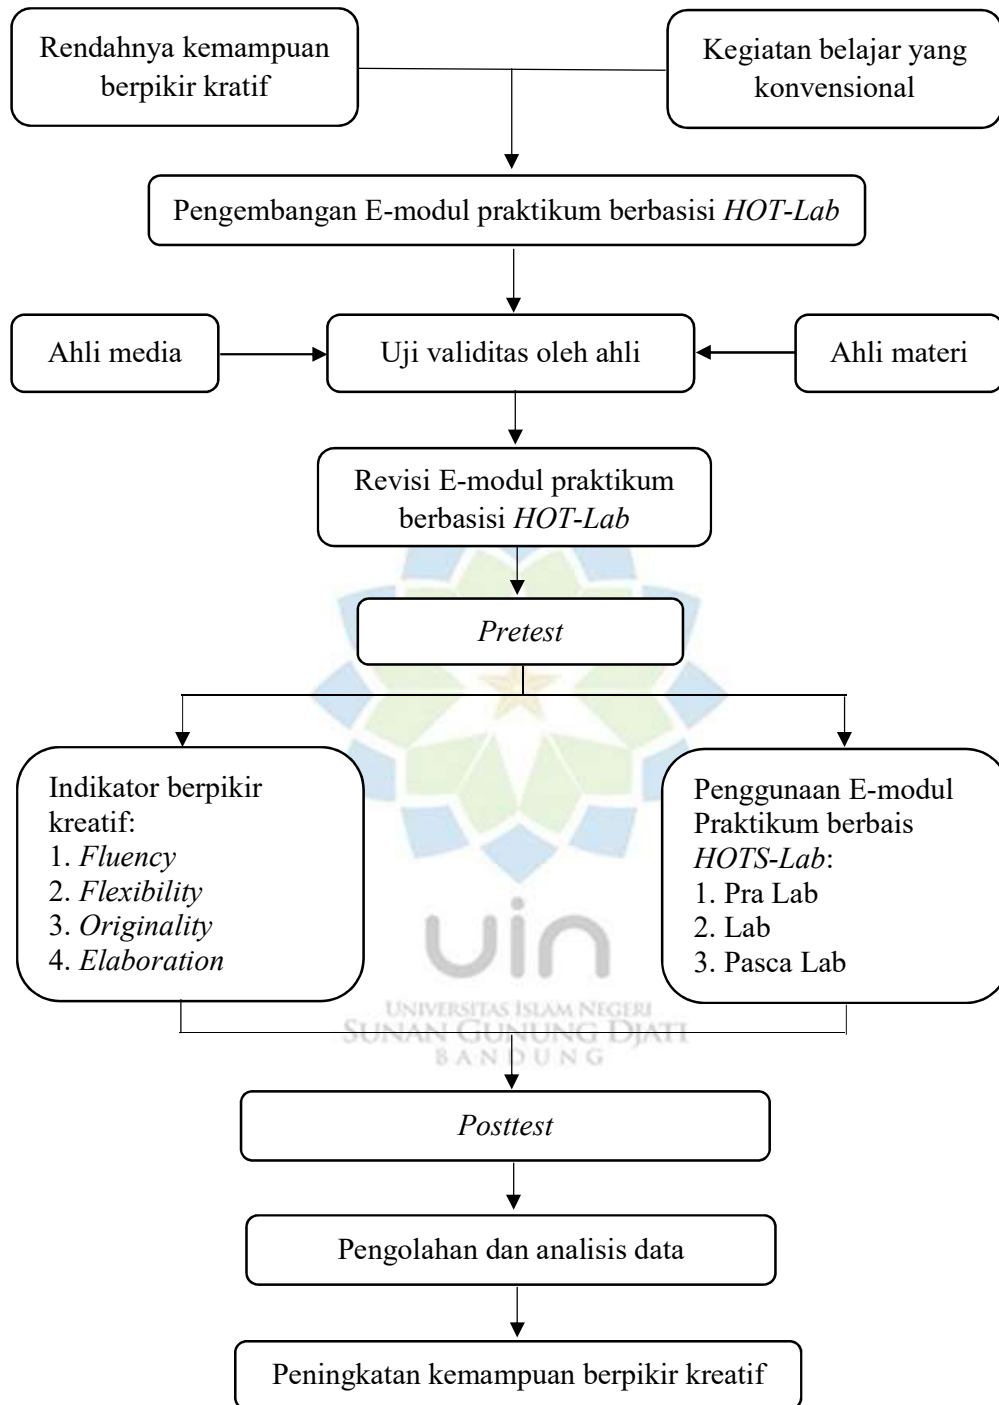 Rendahnya kemampuan
berpikir kratif
Kegiatan belajar yang
konvensional
Pengembangan E-modul praktikum berbasisi HOT-Lab
Ahli media
Uji validitas oleh ahli
Ahli materi
Revisi E-modul praktikum
berbasisi HOT-Lab
Pretest
Indikator berpikir
kreatif:
1. Fluency
2. Flexibility
3. Originality
4. Elaboration
Penggunaan E-modul
Praktikum berbais
HOTS-Lab:
1. Pra Lab
2. Lab
3. Pasca Lab
uin
UNIVERSITAS ISLAM NEGERI
SUNAN GUNUNG DJATI
BANDUNG
Posttest
Pengolahan dan analisis data
Peningkatan kemampuan berpikir kreatif